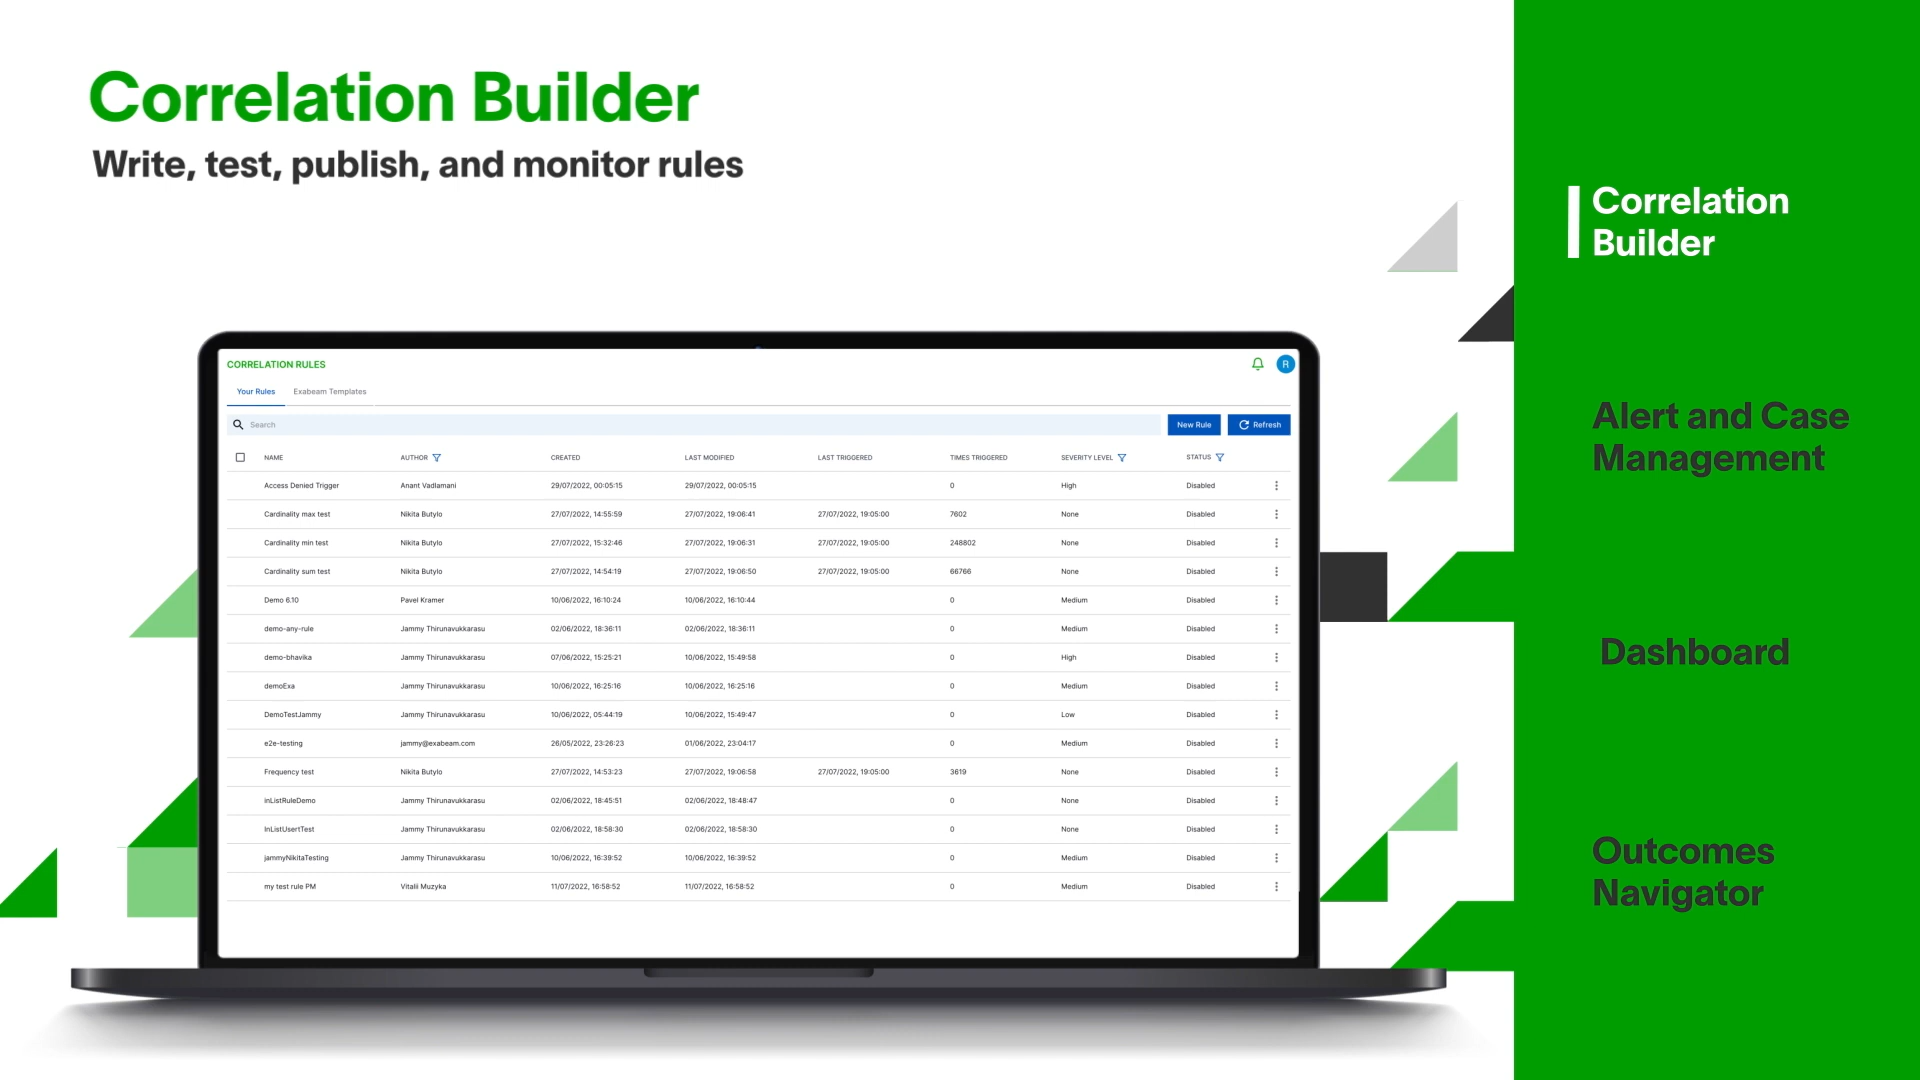 Correlation Builder
Write, test, publish, and monitor rules
CORRELATION RULES
R
Your Rules Exabeam Templates
Search New Rule Refresh
NAME AUTHOR CREATED LAST MODIFIED LAST TRIGGERED TIMES TRIGGERED SEVERITY LEVEL STATUS
Access Denied Trigger Anant Vadlamani 29/07/2022, 00:05:15 29/07/2022, 00:05:15 0 High Disabled
Cardinality max test Nikita Butylo 27/07/2022, 14:55:59 27/07/2022, 19:06:41 27/07/2022, 19:05:00 7602 None Disabled
Cardinality min test Nikita Butylo 27/07/2022, 15:32:46 27/07/2022, 19:06:31 27/07/2022, 19:05:00 248802 None Disabled
Cardinality sum test Nikita Butylo 27/07/2022, 14:54:19 27/07/2022, 19:06:50 27/07/2022, 19:05:00 66766 None Disabled
Demo 6.10 Pavel Kramer 10/06/2022, 16:10:24 10/06/2022, 16:10:44 0 Medium Disabled
demo-any-rule Jammy Thirunavukkarasu 02/06/2022, 18:36:11 02/06/2022, 18:36:11 0 Medium Disabled
demo-bhavika Jammy Thirunavukkarasu 07/06/2022, 15:25:21 10/06/2022, 15:49:58 0 High Disabled
demoExa Jammy Thirunavukkarasu 10/06/2022, 16:25:16 10/06/2022, 16:25:16 0 Medium Disabled
DemoTestJammy Jammy Thirunavukkarasu 10/06/2022, 05:44:19 10/06/2022, 15:49:47 0 Low Disabled
e2e-testing jammy@exabeam.com 26/05/2022, 23:26:23 01/06/2022, 23:04:17 0 Medium Disabled
Frequency test Nikita Butylo 27/07/2022, 14:53:23 27/07/2022, 19:06:58 27/07/2022, 19:05:00 3619 None Disabled
inListRuleDemo Jammy Thirunavukkarasu 02/06/2022, 18:45:51 02/06/2022, 18:48:47 0 None Disabled
InListUsertTest Jammy Thirunavukkarasu 02/06/2022, 18:58:30 02/06/2022, 18:58:30 0 None Disabled
jammyNikitaTesting Jammy Thirunavukkarasu 10/06/2022, 16:39:52 10/06/2022, 16:39:52 0 Medium Disabled
my test rule PM Vitalii Muzyka 11/07/2022, 16:58:52 11/07/2022, 16:58:52 0 Medium Disabled
Correlation
Builder
Alert and Case
Management
Dashboard
Outcomes
Navigator